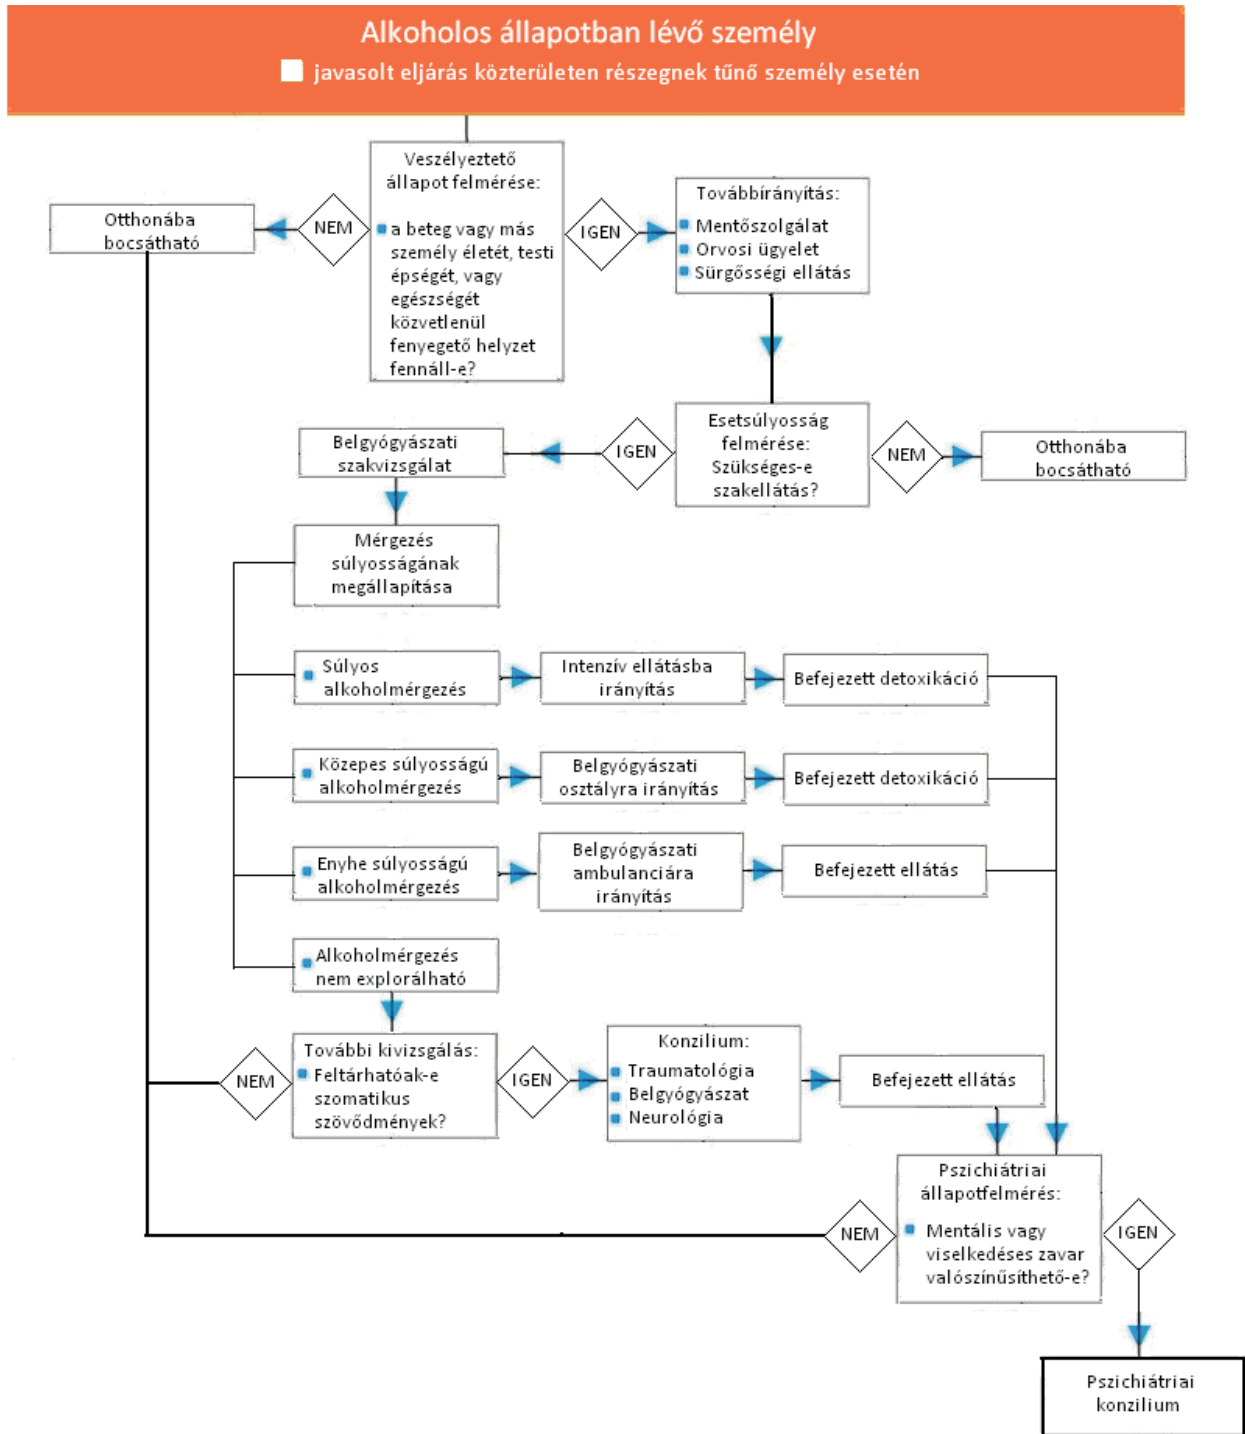 Alkoholos állapotban lévő személy
javasolt eljárás közterületen részegnek tűnő személy esetén
Veszélyeztető
állapot felmérése:
a beteg vagy más
személy életét, testi
épségét, vagy
egészségét
közvetlenül
fenyegető helyzet
fennáll-e?
NEM
Otthonába
bocsátható
IGEN
Továbbírányítás:
Mentőszolgálat
Orvosi ügyelet
Sürgősségi ellátás
Esetsúlyosság
felmérése:
Szükséges-e
szakellátás?
NEM
Otthonába
bocsátható
IGEN
Belgyógyászati
szakvizsgálat
Mérgezés
súlyosságának
megállapítása
Súlyos
alkoholmérgezés
Intenzív ellátásba
irányítás
Befejezett detoxikáció
Közepes súlyosságú
alkoholmérgezés
Belgyógyászati
osztályra irányítás
Befejezett detoxikáció
Enyhe súlyosságú
alkoholmérgezés
Belgyógyászati
ambulanciára
irányítás
Befejezett ellátás
Alkoholmérgezés
nem explorálható
További kivizsgálás:
Feltárhatóak-e
szomatikus
szövődmények?
NEM
IGEN
Konzilium:
Traumatológia
Belgyógyászat
Neurológia
Befejezett ellátás
Pszichiátriai
állapotfelmérés:
Mentális vagy
viselkedéses zavar
valószínűsíthető-e?
NEM
IGEN
Pszichiátriai
konzilium